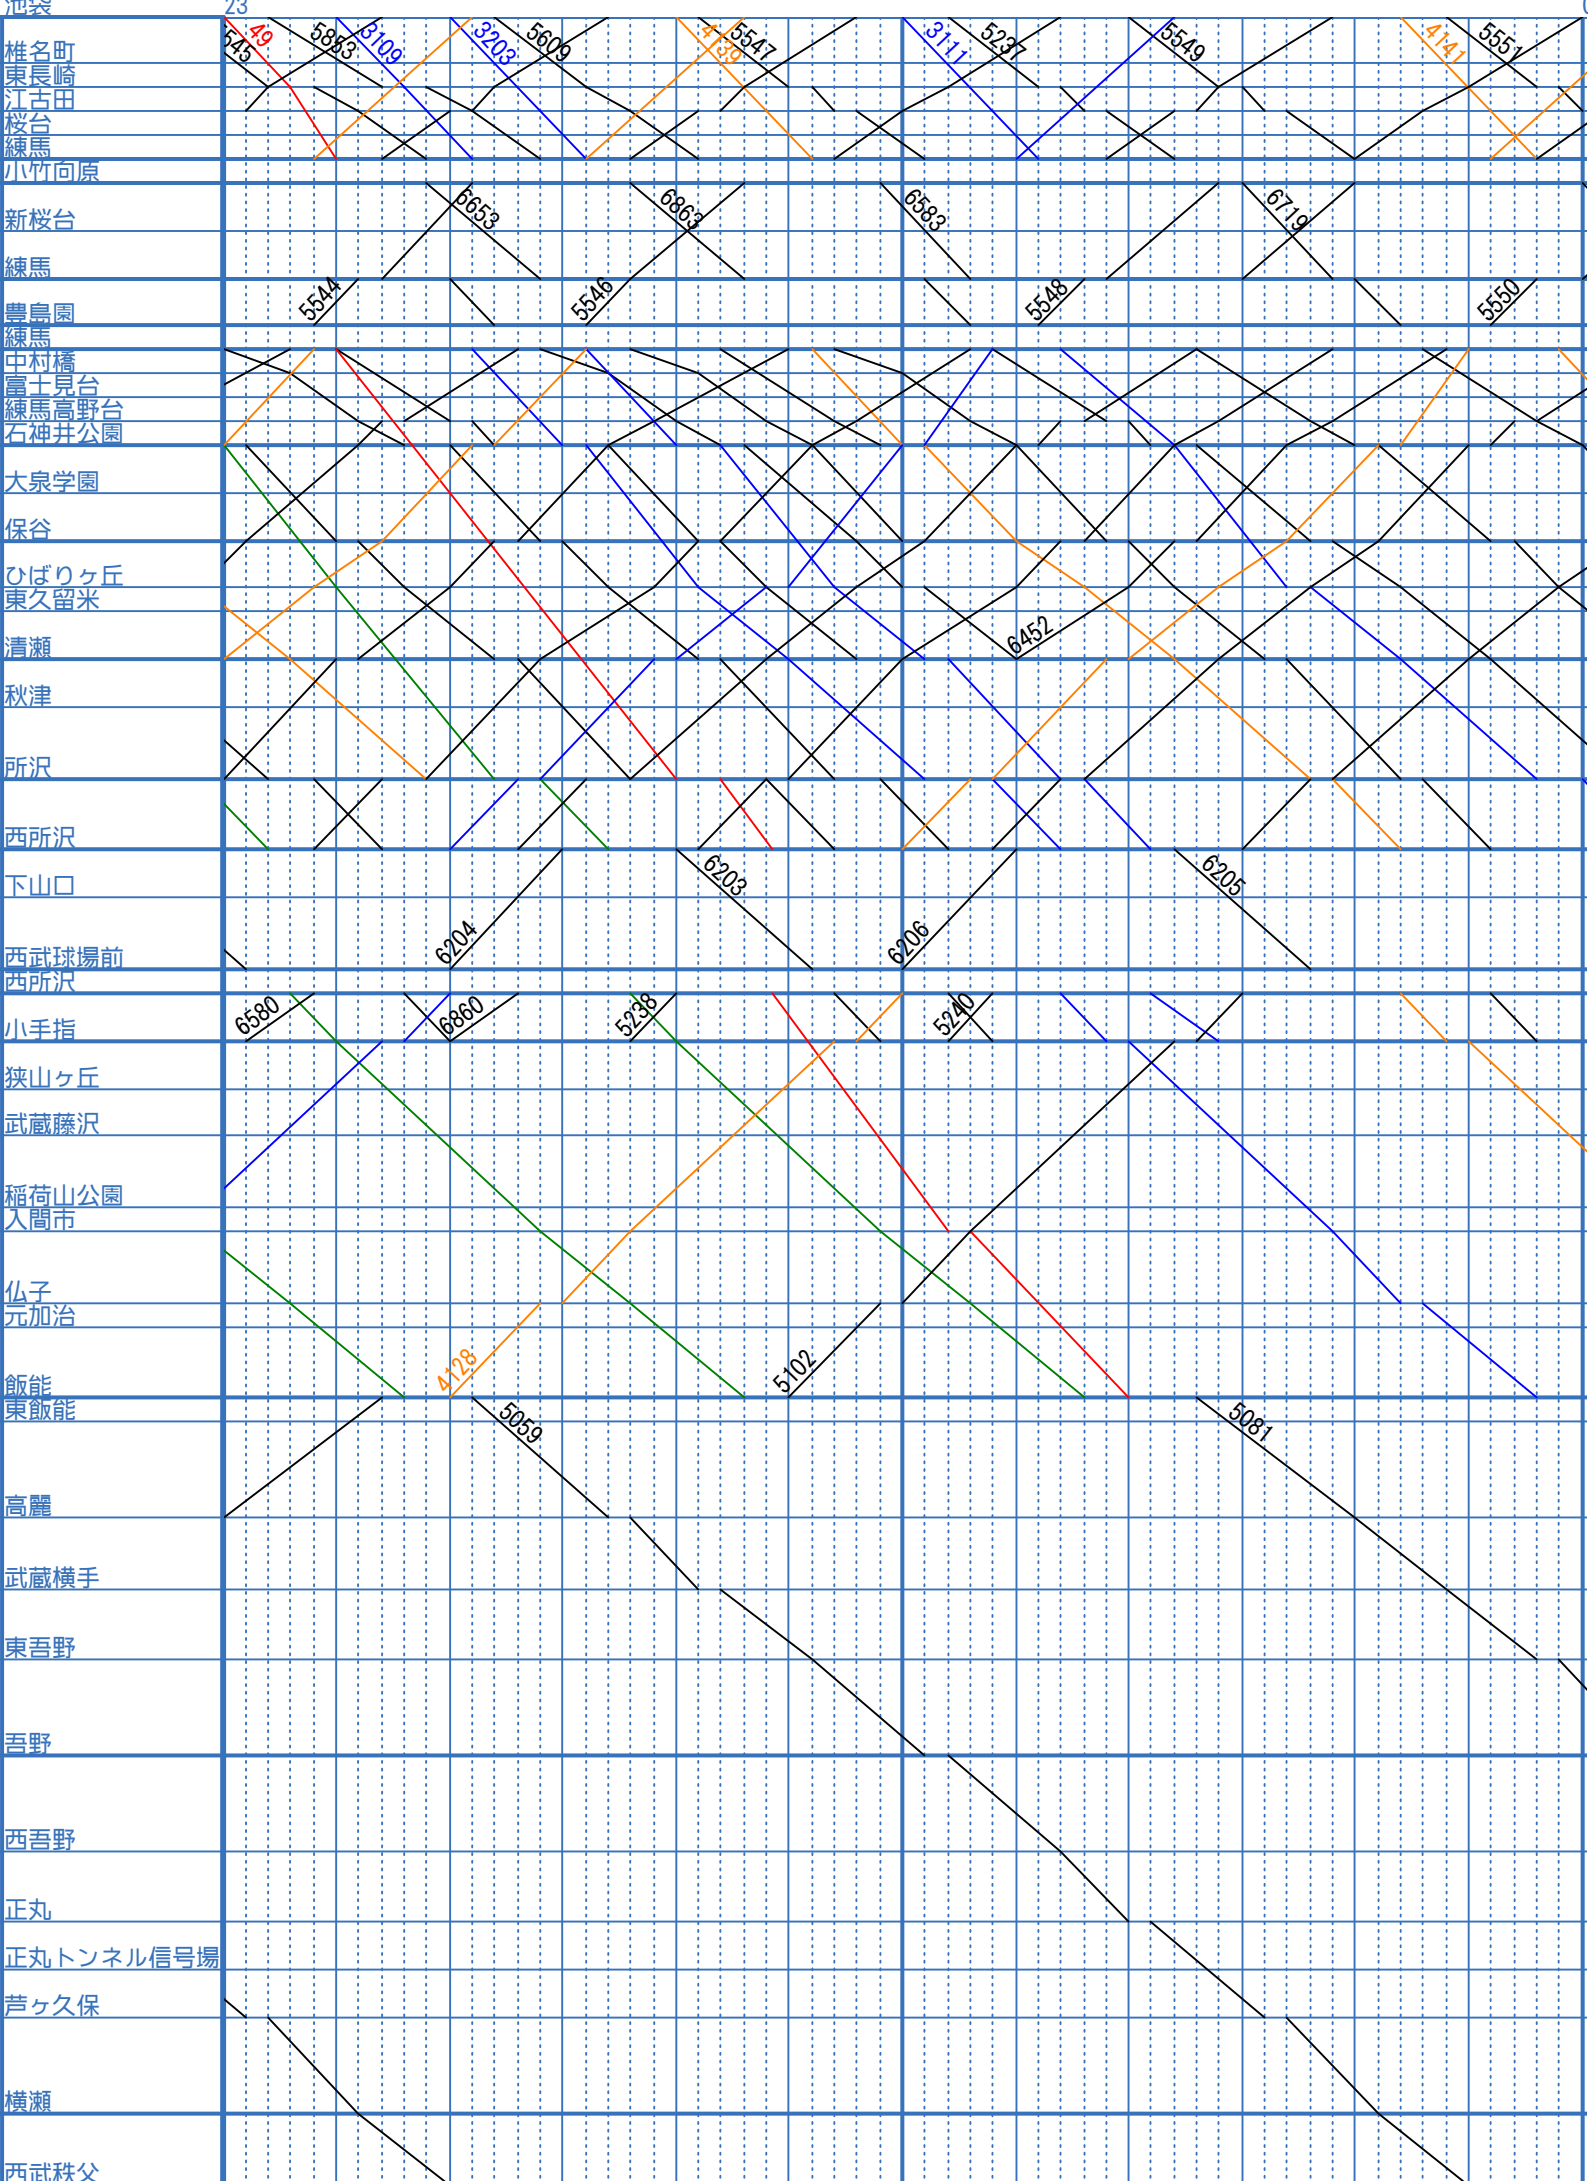 池袋
23
椎名町
東長崎
江古田
桜台
練馬
小竹向原
新桜台
練馬
豊島園
練馬
中村橋
富士見台
練馬高野台
石神井公園
大泉学園
保谷
ひばりヶ丘
東久留米
清瀬
秋津
所沢
西所沢
下山口
西武球場前
西所沢
小手指
狭山ヶ丘
武蔵藤沢
稲荷山公園
入間市
仏子
元加治
飯能
東飯能
高麗
武蔵横手
東吾野
吾野
西吾野
正丸
正丸トンネル信号場
芦ヶ久保
横瀬
西武秩父
545
49
5853
3109
3203
5609
4139
5547
3111
5237
5549
4141
5551
6653
6863
6583
6719
5544
5546
5548
5550
6452
6204
6203
6206
6205
6580
6860
5238
5240
4128
5102
5059
5081